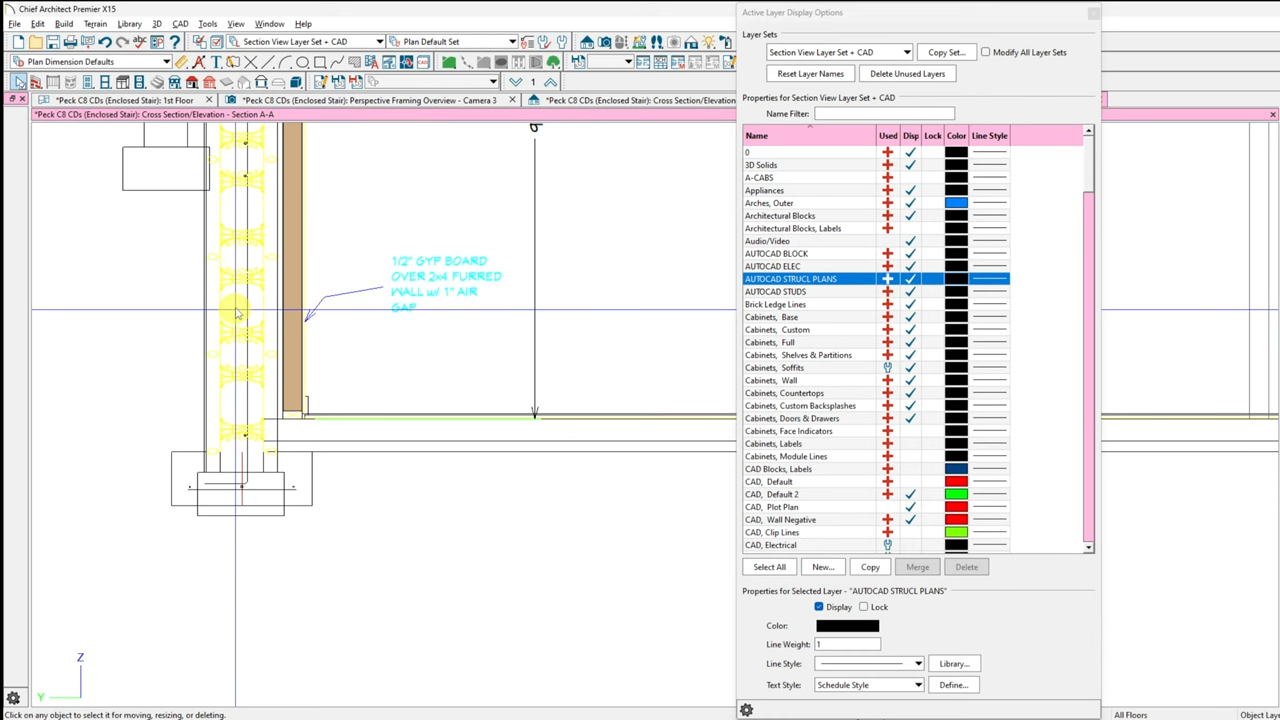 Chief Architect Premier X15
File Edit Build Terrain Library 3D CAD Tools View Window Help
Section View Layer Set + CAD
Plan Default Set
Plan Dimension Defaults
1
*Peck C8 CDs (Enclosed Stair): 1st Floor
*Peck C8 CDs (Enclosed Stair): Perspective Framing Overview - Camera 3
*Peck C8 CDs (Enclosed Stair): Cross Section/Elevation
*Peck C8 CDs (Enclosed Stair): Cross Section/Elevation - Section A-A
1/2" GYP BOARD
OVER 2x4 FURRED
WALL w/ 1" AIR
GAP
Z
Y
Click on any object to select it for moving, resizing, or deleting.
Active Layer Display Options
Layer Sets
Section View Layer Set + CAD
Copy Set...
Modify All Layer Sets
Reset Layer Names
Delete Unused Layers
Properties for Section View Layer Set + CAD
Name Filter:
Name Used Disp Lock Color Line Style
0
3D Solids
A-CABS
Appliances
Arches, Outer
Architectural Blocks
Architectural Blocks, Labels
Audio/Video
AUTOCAD BLOCK
AUTOCAD ELEC
AUTOCAD STRUCL PLANS
AUTOCAD STUDS
Brick Ledge Lines
Cabinets, Base
Cabinets, Custom
Cabinets, Full
Cabinets, Shelves & Partitions
Cabinets, Soffits
Cabinets, Wall
Cabinets, Countertops
Cabinets, Custom Backsplashes
Cabinets, Doors & Drawers
Cabinets, Face Indicators
Cabinets, Labels
Cabinets, Module Lines
CAD Blocks, Labels
CAD, Default
CAD, Default 2
CAD, Plot Plan
CAD, Wall Negative
CAD, Clip Lines
CAD, Electrical
Select All
New...
Copy
Merge
Delete
Properties for Selected Layer - "AUTOCAD STRUCL PLANS"
Display
Lock
Color:
Line Weight: 1
Line Style:
Library...
Text Style: Schedule Style
Define...
All Floors
Object Lay